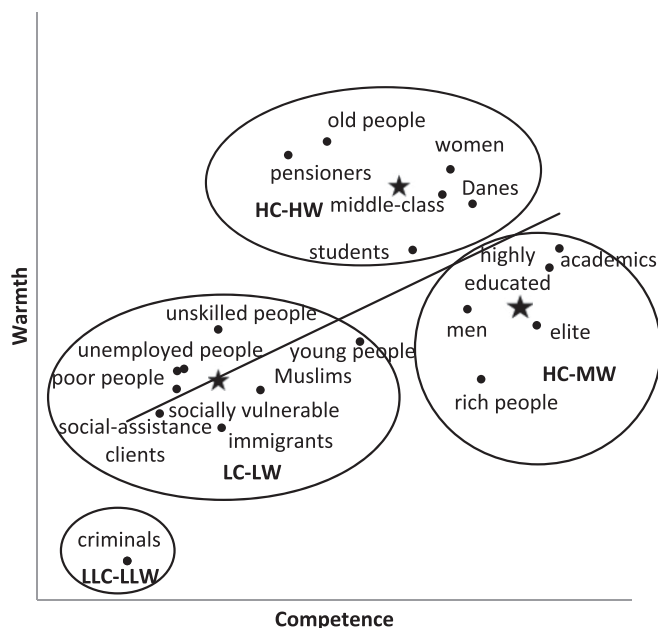 old people
women
pensioners
Danes
HC-HW middle-class
students
highly
academics
educated
unskilled people
men
elite
unemployed people
young people
poor people
Muslims
HC-MW
rich people
socially vulnerable
social-assistance
immigrants
clients
LC-LW
criminals
LLC-LLW
Warmth
Competence